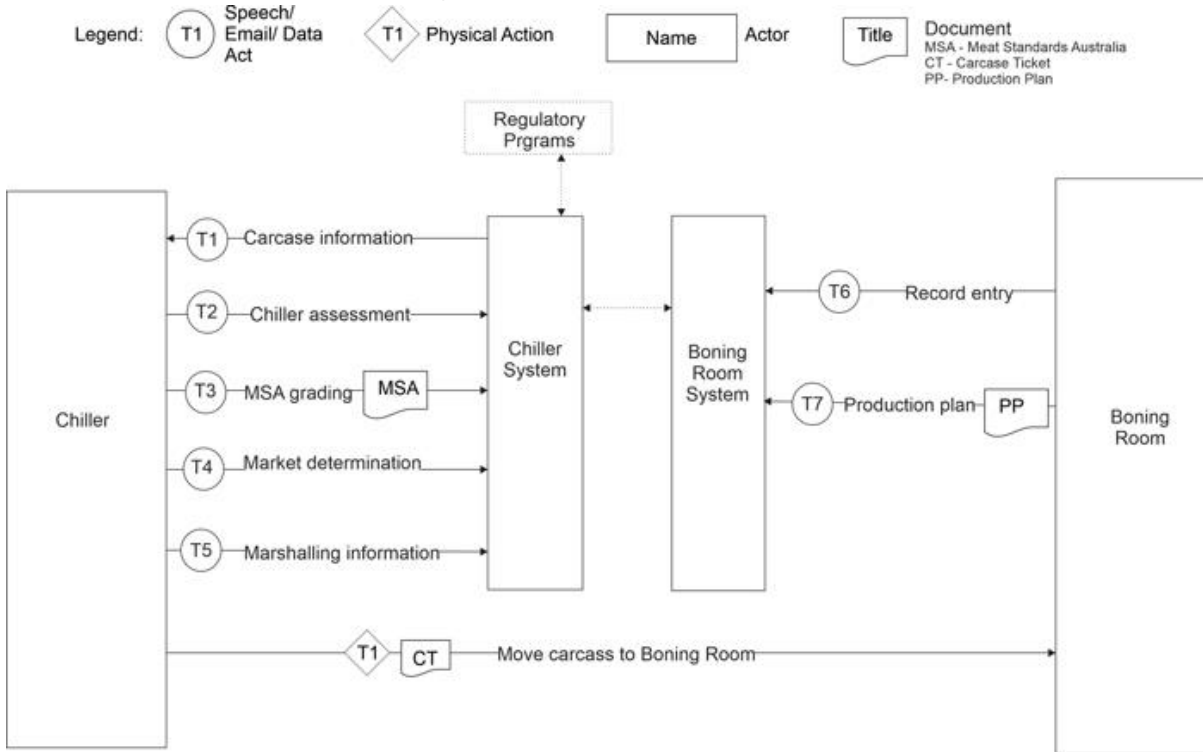 Legend:
T1
Speech/
Email/ Data
Act
T1
Physical Action
Name
Actor
Title
Document
MSA - Meat Standards Australia
CT - Carcase Ticket
PP- Production Plan
Regulatory
Prgrams
Chiller
T1 Carcase information
T2 Chiller assessment
T3 MSA grading MSA
T4 Market determination
T5 Marshalling information
Chiller
System
Boning
Room
System
T6 Record entry
T7 Production plan PP
Boning
Room
T1 CT Move carcass to Boning Room